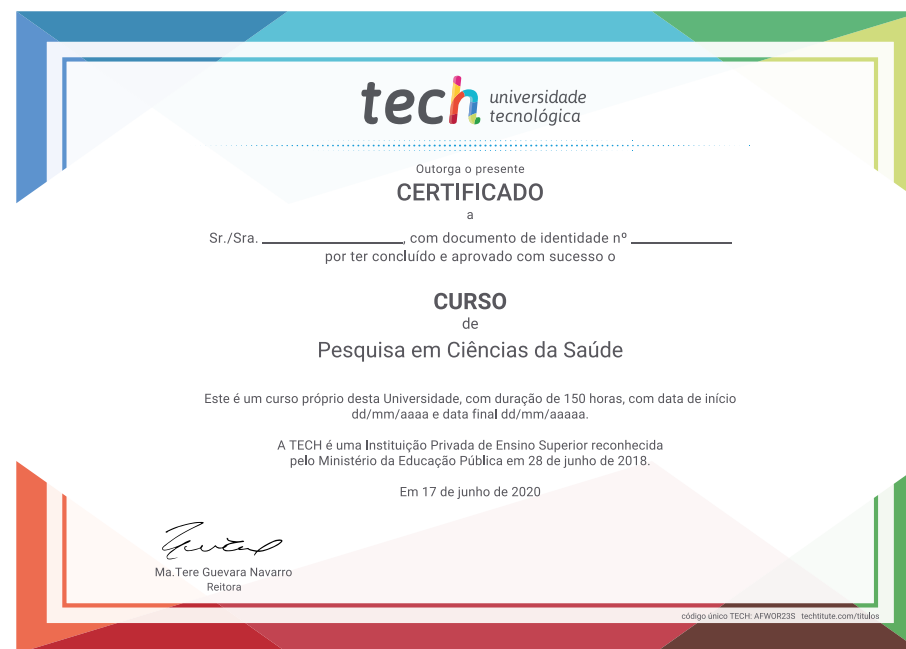 tech universidade
tecnológica
Outorga o presente
CERTIFICADO
a
Sr./Sra. ________________, com documento de identidade nº ____________
por ter concluído e aprovado com sucesso o
CURSO
de
Pesquisa em Ciências da Saúde
Este é um curso próprio desta Universidade, com duração de 150 horas, com data de início
dd/mm/aaaa e data final dd/mm/aaaaa.
A TECH é uma Instituição Privada de Ensino Superior reconhecida
pelo Ministério da Educação Pública em 28 de junho de 2018.
Em 17 de junho de 2020
Ma.Tere Guevara Navarro
Reitora
código único TECH: AFWOR23S techtitute.com/titulos